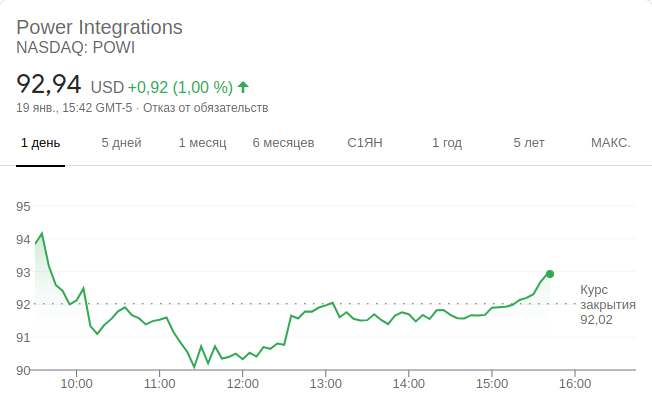 Power Integrations
NASDAQ: POWI
92,94 USD +0,92 (1,00 %)
19 янв., 15:42 GMT-5 · Отказ от обязательств
1 день 5 дней 1 месяц 6 месяцев С1ЯН 1 год 5 лет МАКС.
95
94
93
92
91
90
Курс
закрытия
92,02
10:00 11:00 12:00 13:00 14:00 15:00 16:00